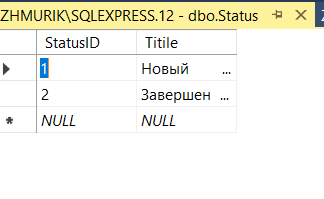 ZHMURIK\SQLEXPRESS.12 - dbo.Status
StatusID Titile
1 Новый ...
2 Завершен ...
NULL NULL